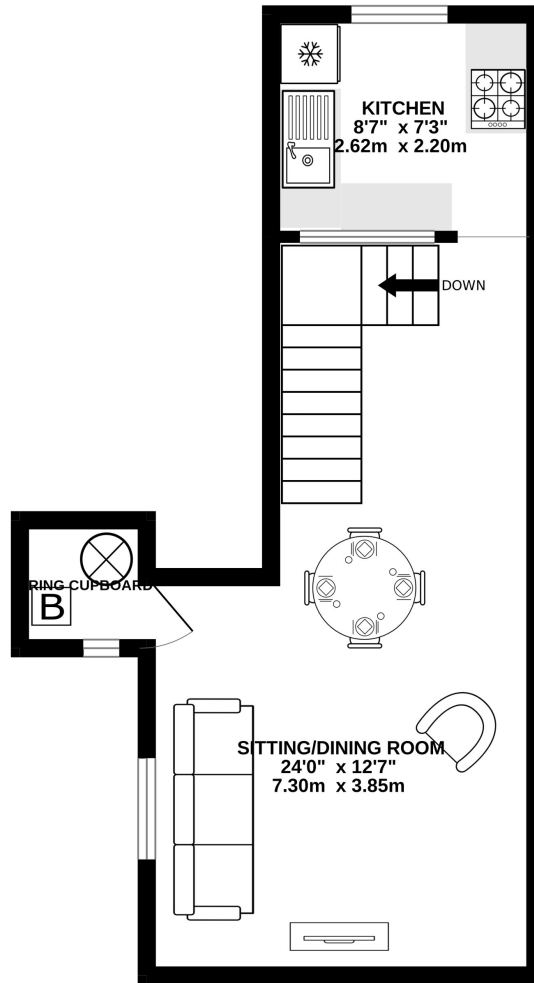 KITCHEN
8'7" x 7'3"
2.62m x 2.20m
DOWN
RING CUPBOARD
B
SITTING/DINING ROOM
24'0" x 12'7"
7.30m x 3.85m